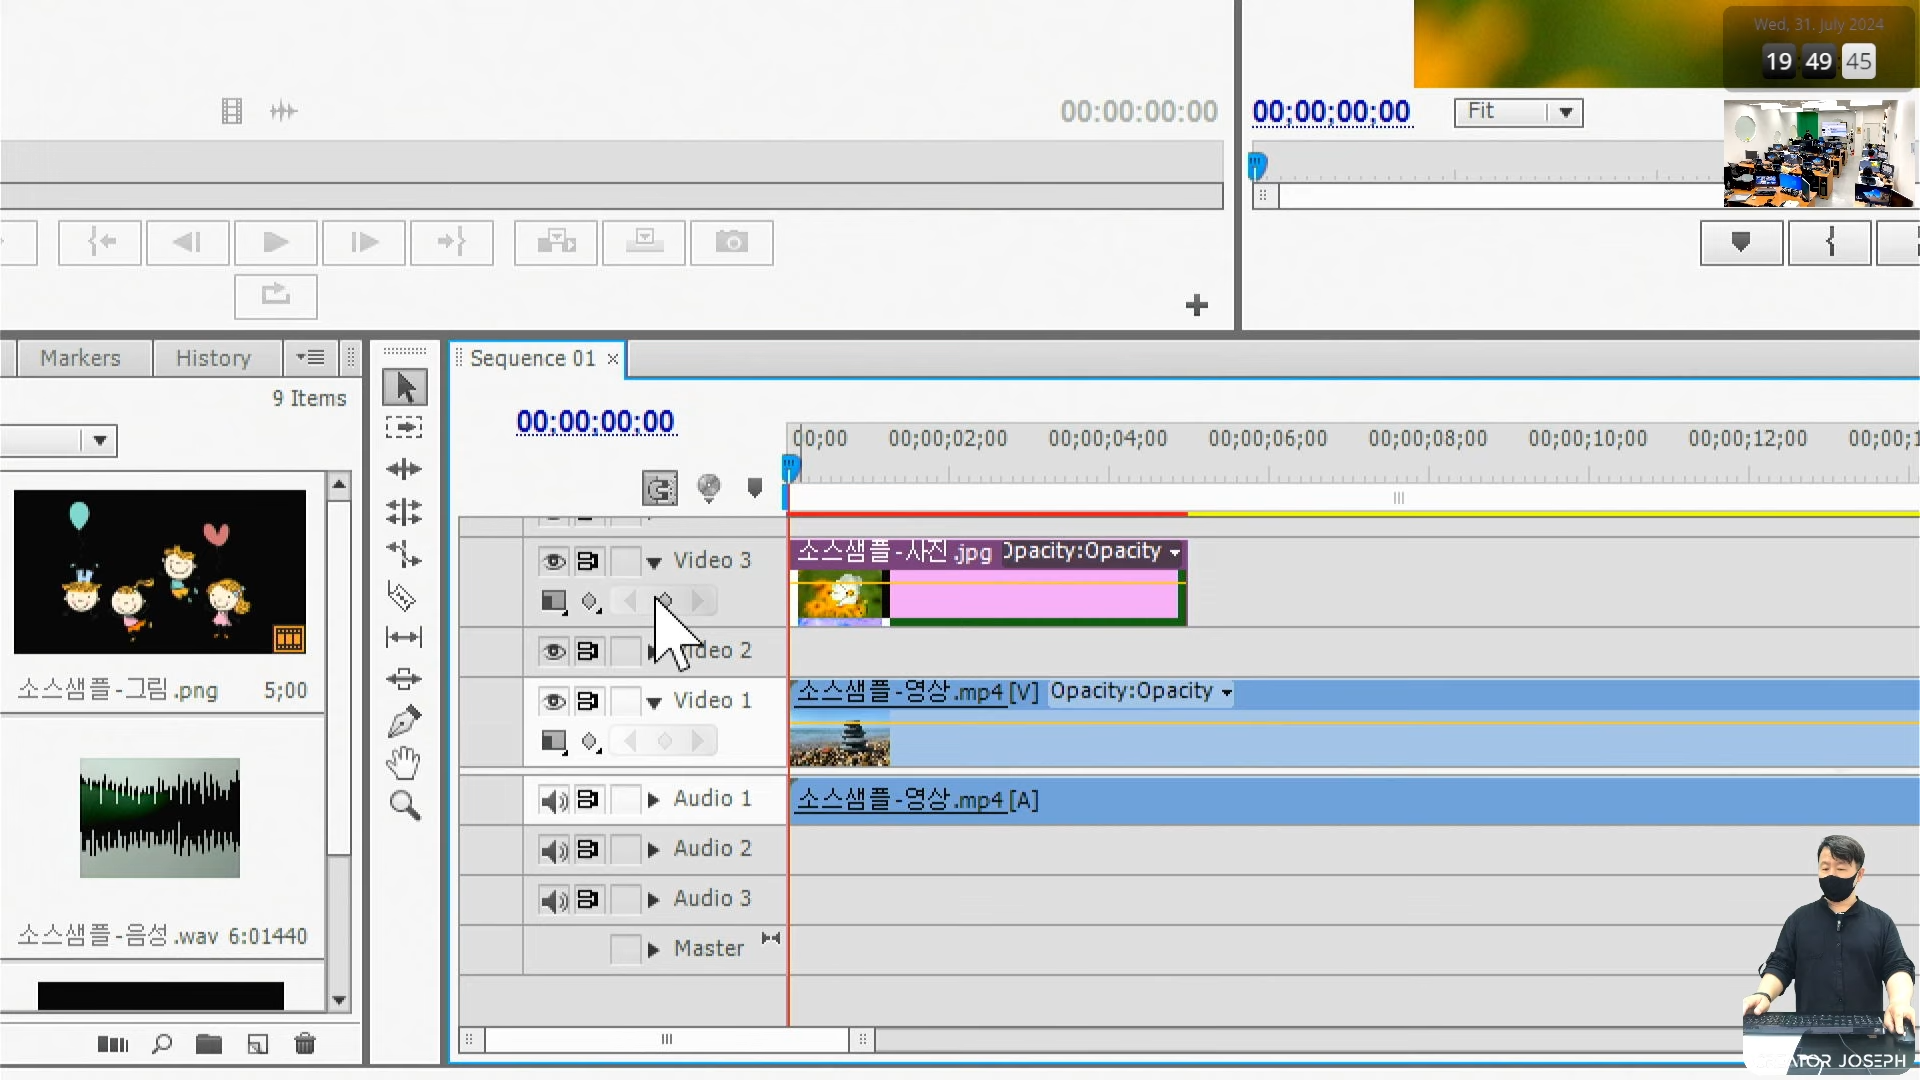 Wed, 31. July 2024
19 49 45
00:00:00:00
00;00;00;00
Fit
Markers
History
Sequence 01
9 Items
00;00;00;00
00;00
00;00;02;00
00;00;04;00
00;00;06;00
00;00;08;00
00;00;10;00
00;00;12;00
Video 3
소스샘플-사진.jpg
Opacity:Opacity
Video 2
소스샘플-그림.png
5;00
Video 1
소스샘플-영상.mp4 [V]
Opacity:Opacity
Audio 1
소스샘플-영상.mp4 [A]
Audio 2
Audio 3
소스샘플-음성.wav
6:01440
Master
JOSEPH